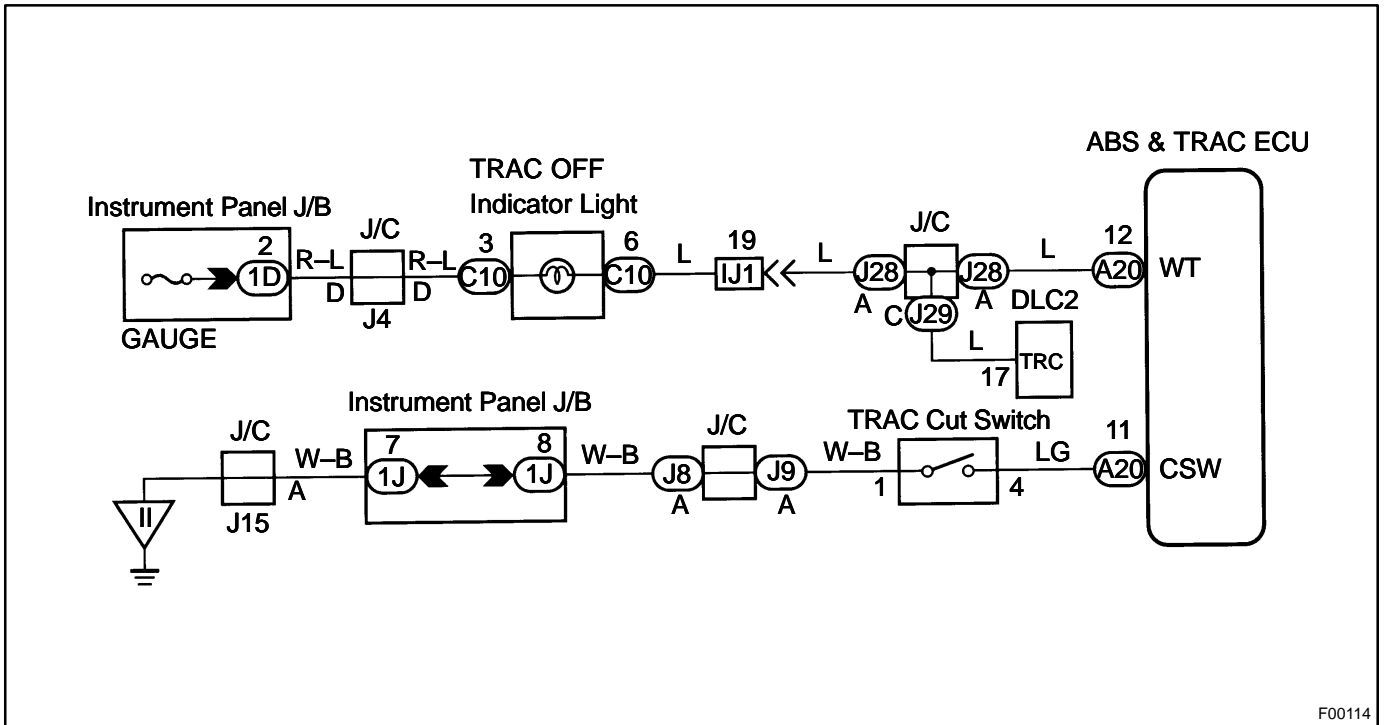 ABS & TRAC ECU
TRAC OFF
Indicator Light
Instrument Panel J/B
J/C
J/C
2
1D
R–L
D
J4
R–L
D
3
C10
6
C10
L
19
IJ1
L
J28
A
J28
A
C
J29
L
12
A20
WT
DLC2
L
17
TRC
GAUGE
Instrument Panel J/B
TRAC Cut Switch
J/C
J/C
II
J15
W–B
A
7
1J
8
1J
W–B
J8
A
J9
A
W–B
1
4
LG
11
A20
CSW
F00114